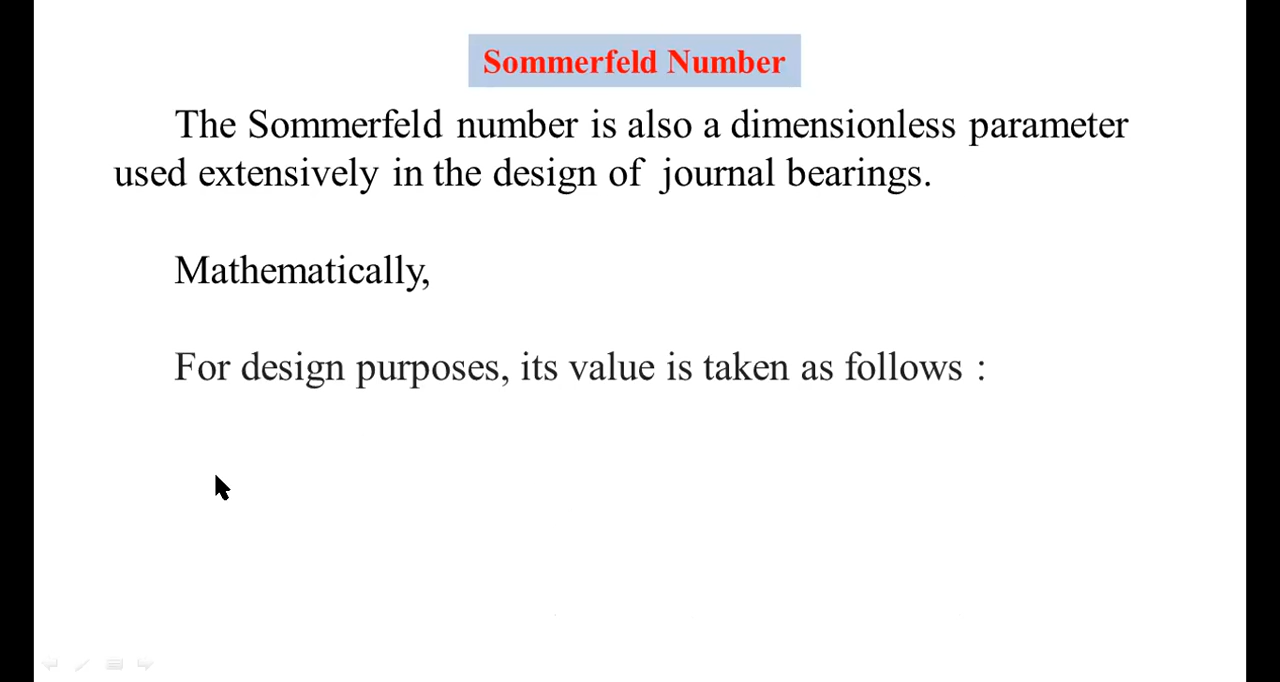 Sommerfeld Number
The Sommerfeld number is also a dimensionless parameter
used extensively in the design of journal bearings.
Mathematically,
For design purposes, its value is taken as follows :